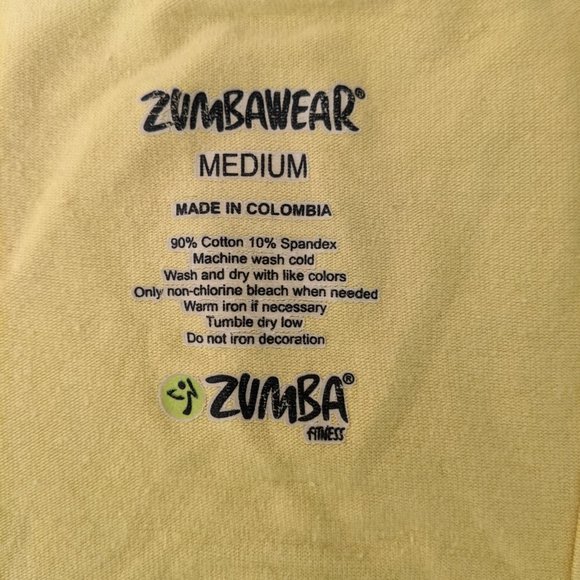 ZUMBAWEAR®
MEDIUM
MADE IN COLOMBIA
90% Cotton 10% Spandex
Machine wash cold
Wash and dry with like colors
Only non-chlorine bleach when needed
Warm iron if necessary
Tumble dry low
Do not iron decoration
ZUMBA®
FITNESS